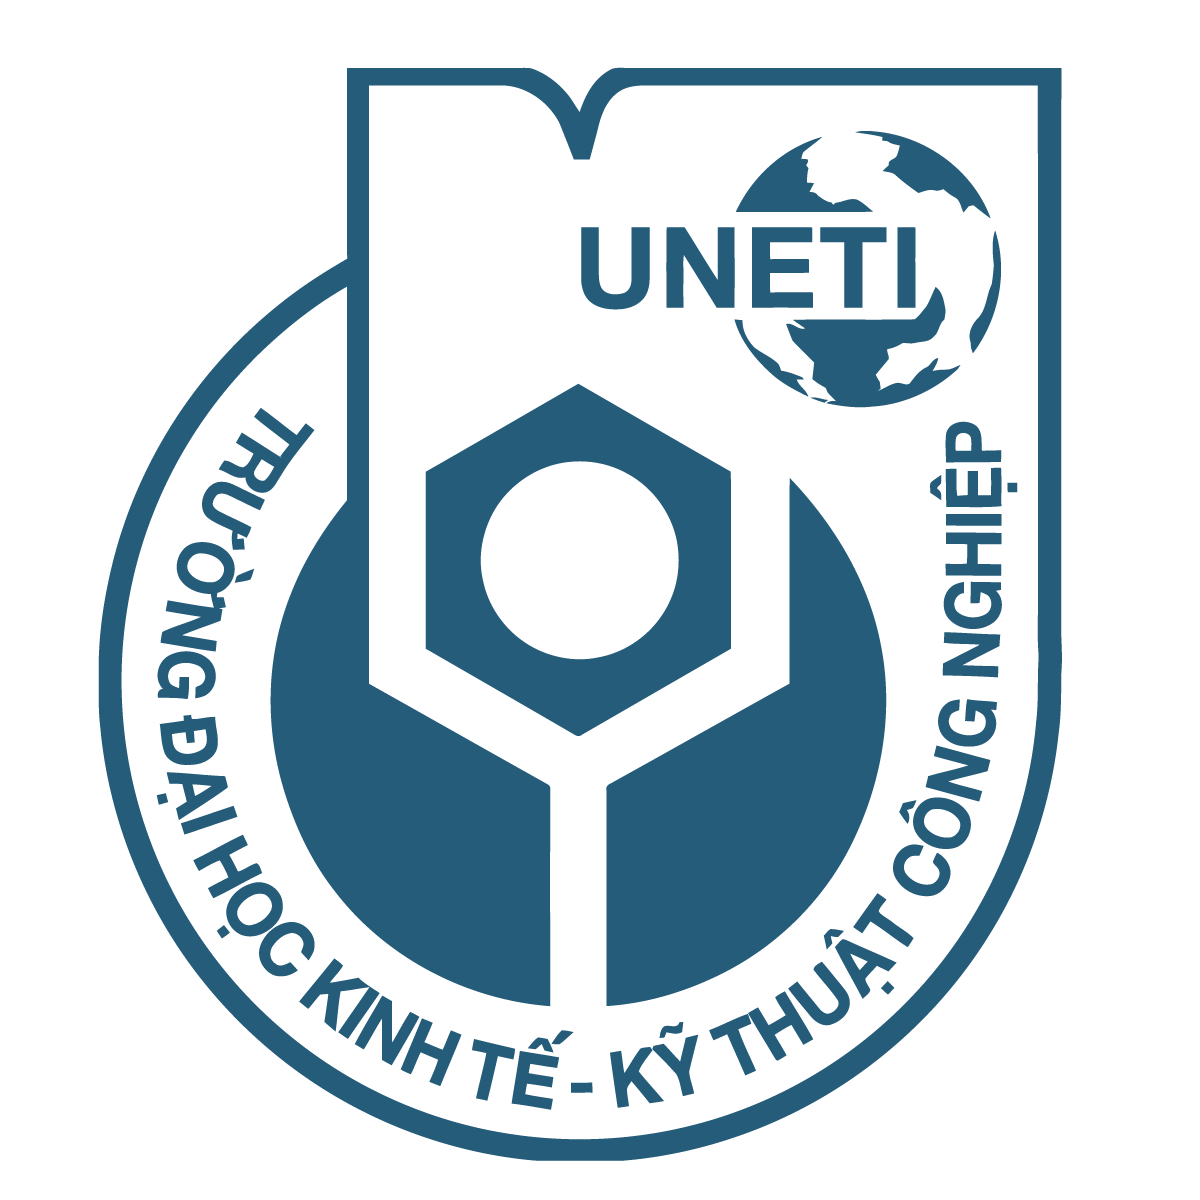 UNETI
TRƯỜNG ĐẠI HỌC KINH TẾ - KỸ THUẬT CÔNG NGHIỆP